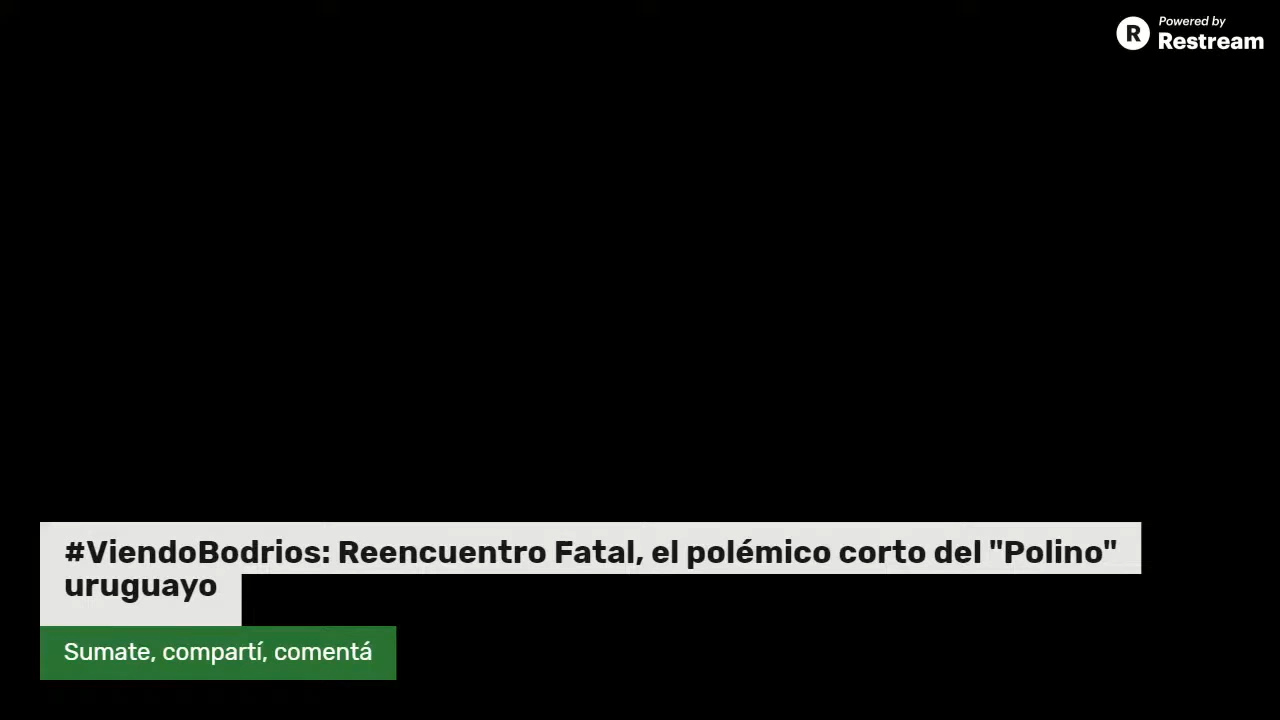 Powered by
R Restream
#ViendoBodrios: Reencuentro Fatal, el polémico corto del "Polino"
uruguayo
Sumate, compartí, comentá